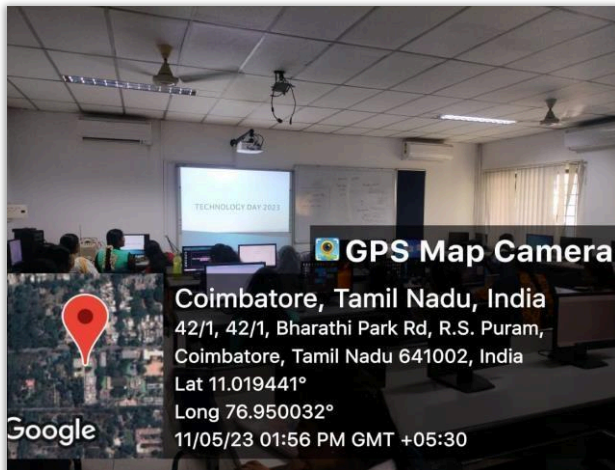 TECHNOLOGY DAY 2023
GPS Map Camera
Coimbatore, Tamil Nadu, India
42/1, 42/1, Bharathi Park Rd, R.S. Puram,
Coimbatore, Tamil Nadu 641002, India
Lat 11.019441°
Long 76.950032°
11/05/23 01:56 PM GMT +05:30
Google